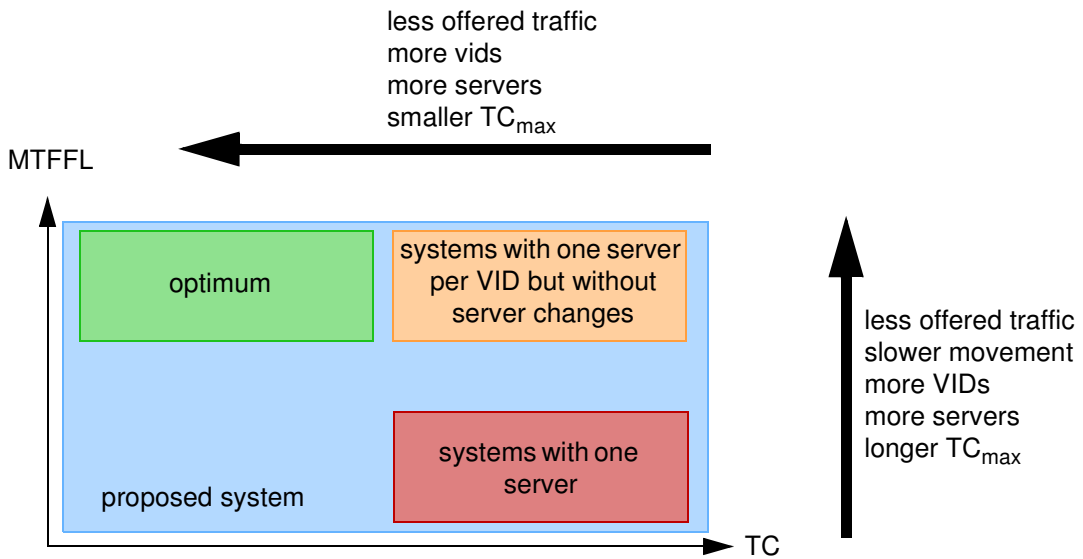 less offered traffic
more vids
more servers
smaller TCmax
MTFFL
optimum
systems with one server
per VID but without
server changes
less offered traffic
slower movement
more VIDs
more servers
longer TCmax
systems with one
server
proposed system
TC